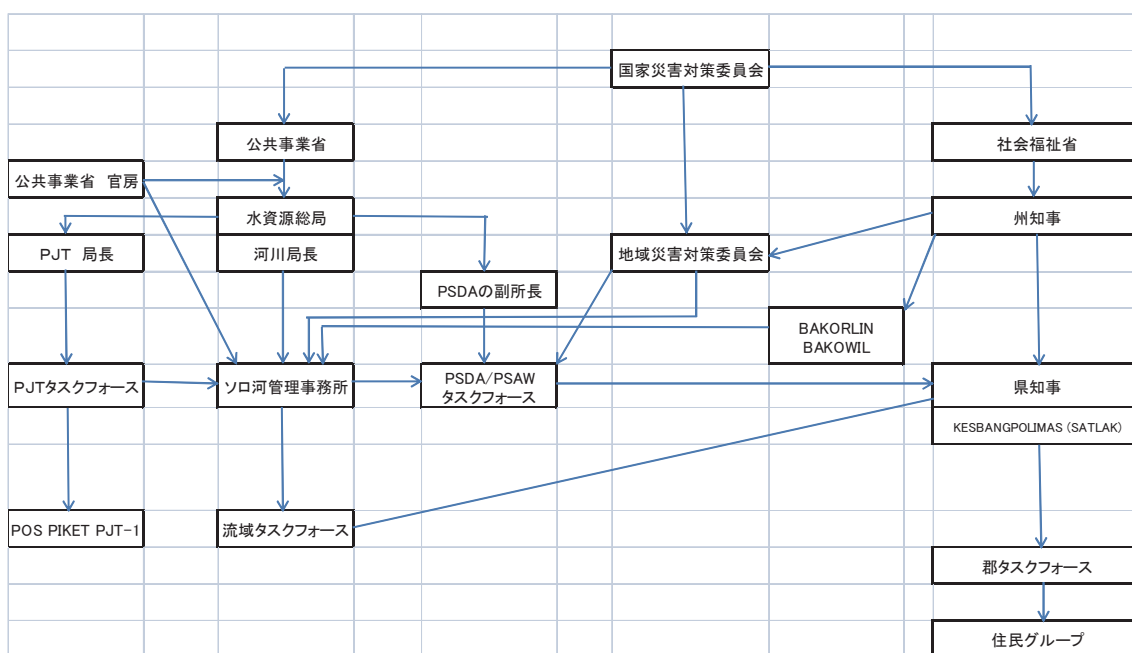 国家災害対策委員会
公共事業省
社会福祉省
公共事業省 官房
水資源総局
州知事
PJT 局長
河川局長
地域災害対策委員会
PSDAの副所長
BAKORLIN
BAKOWIL
PJTタスクフォース
ソロ河管理事務所
PSDA/PSAW
タスクフォース
県知事
KESBANGPOLIMAS (SATLAK)
POS PIKET PJT-1
流域タスクフォース
郡タスクフォース
住民グループ